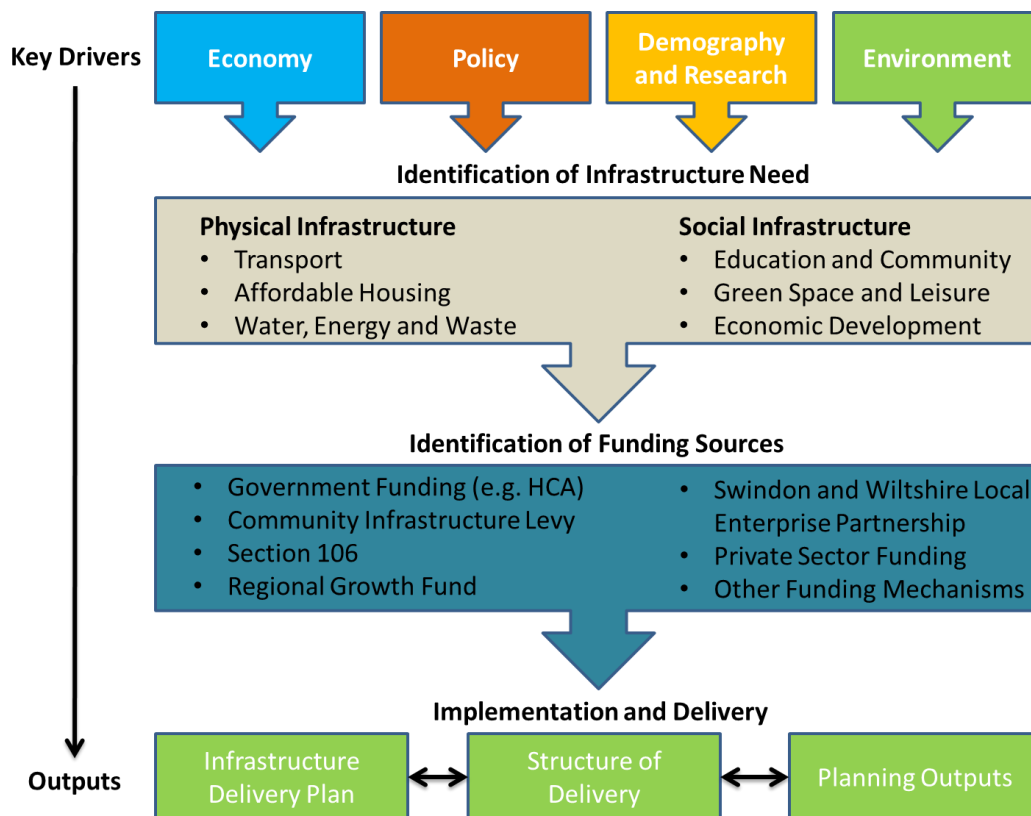 Key Drivers
Economy
Policy
Demography
and Research
Environment
Identification of Infrastructure Need
Physical Infrastructure
• Transport
• Affordable Housing
• Water, Energy and Waste
Social Infrastructure
• Education and Community
• Green Space and Leisure
• Economic Development
Identification of Funding Sources
• Government Funding (e.g. HCA)
• Community Infrastructure Levy
• Section 106
• Regional Growth Fund
• Swindon and Wiltshire Local
Enterprise Partnership
• Private Sector Funding
• Other Funding Mechanisms
Implementation and Delivery
Outputs
Infrastructure
Delivery Plan
Structure of
Delivery
Planning Outputs